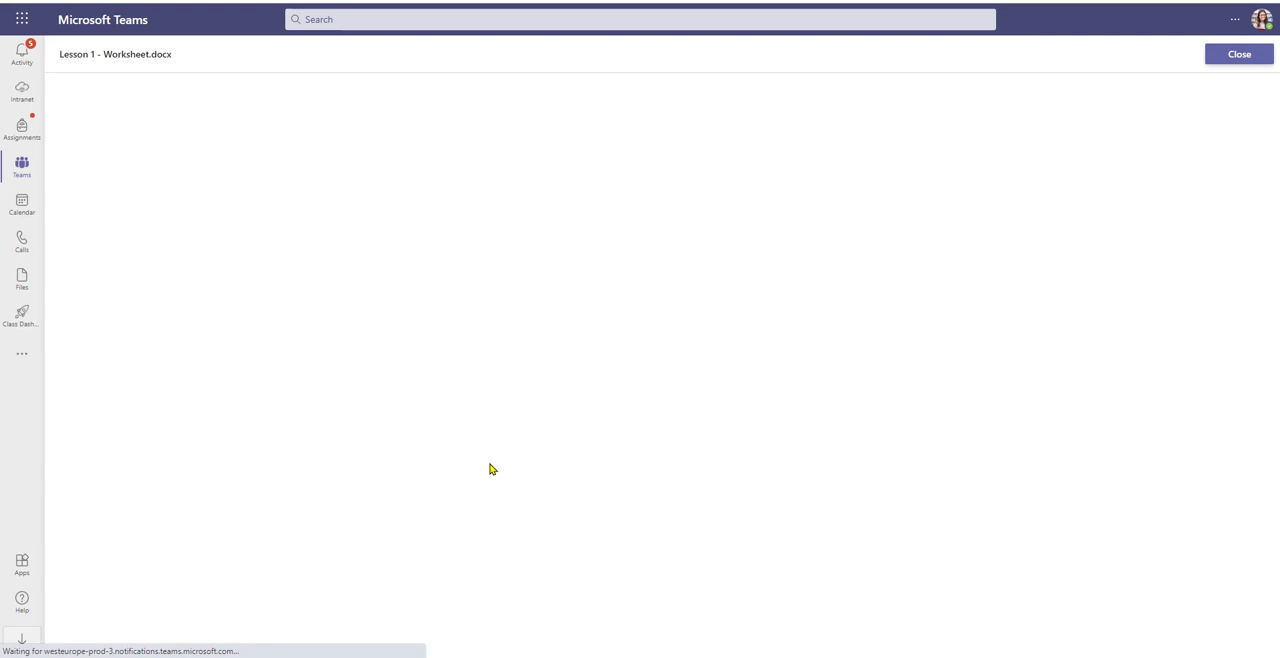 Microsoft Teams
Search
5
Activity
Lesson 1 - Worksheet.docx
Close
Intranet
Assignments
Teams
Calendar
Calls
Files
Class Dash...
Apps
Help
Waiting for westeurope-prod-3.notifications.teams.microsoft.com...